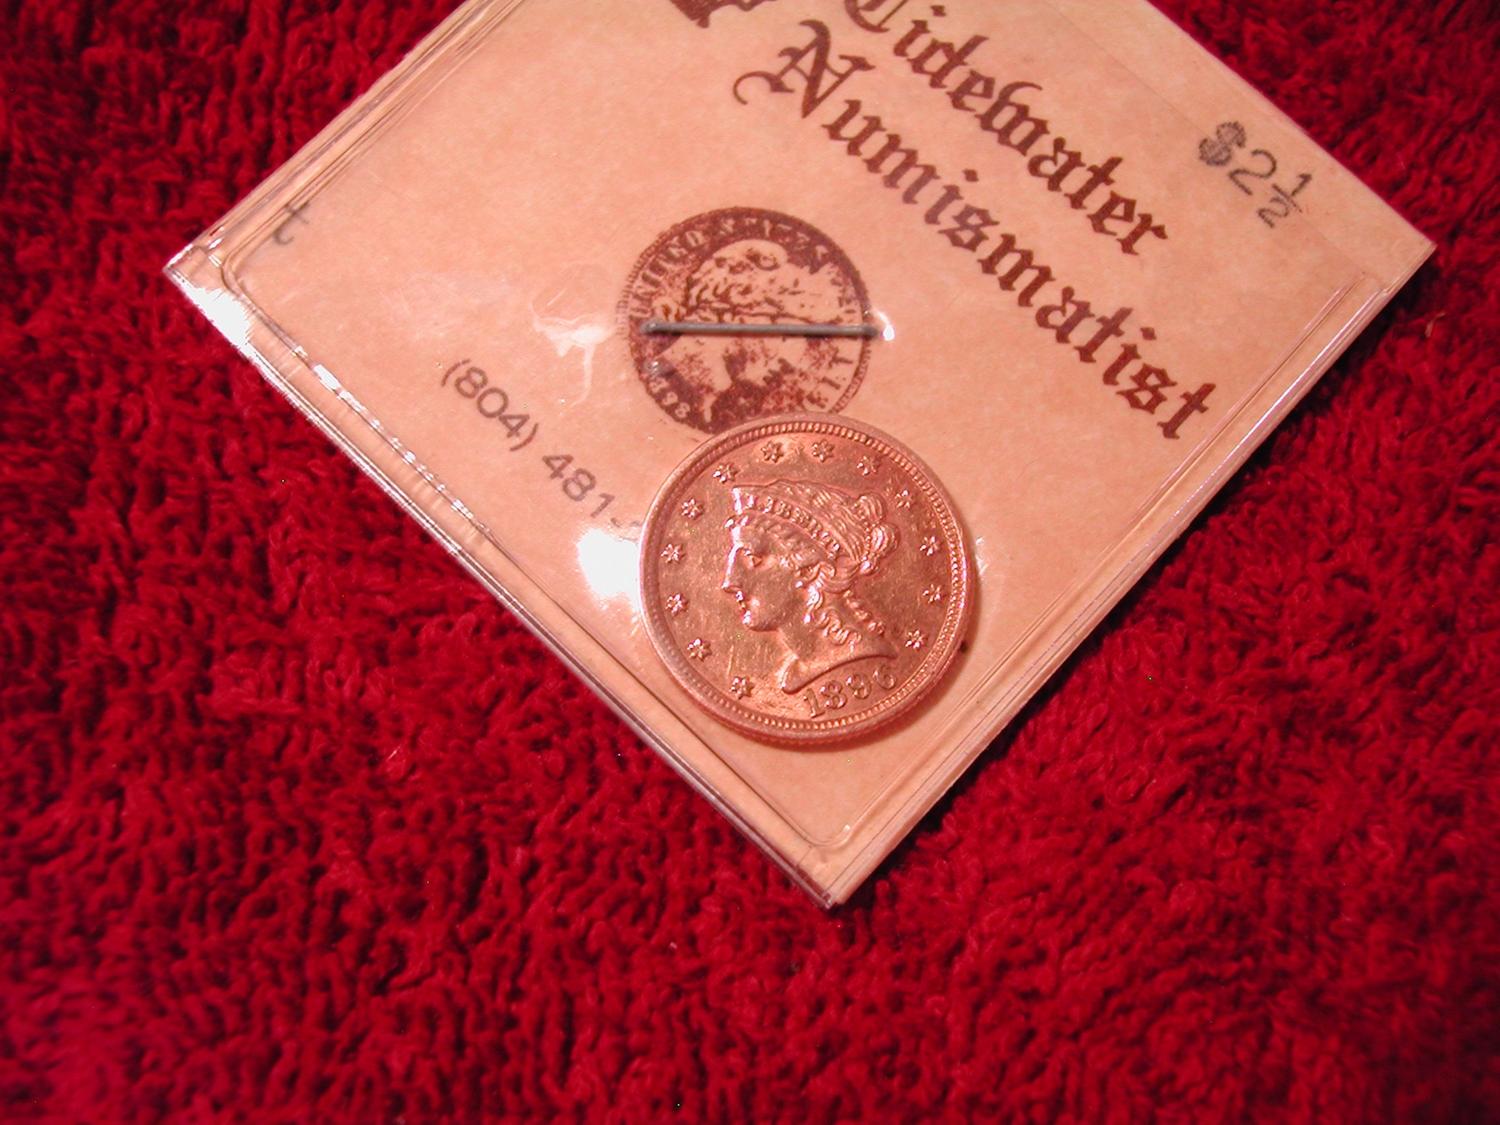 Tidewater
Numismatist
$2½
t
(804) 481-
LIBERTY
1896